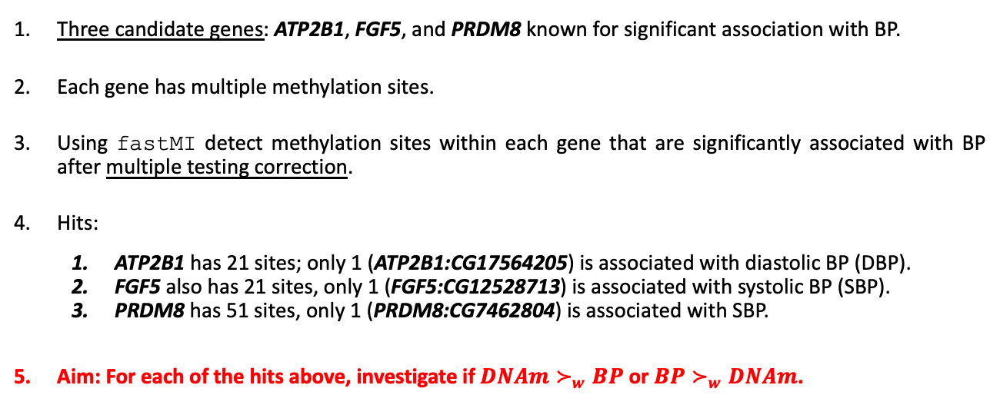 1. Three candidate genes: ATP2B1, FGF5, and PRDM8 known for significant association with BP.
2. Each gene has multiple methylation sites.
3. Using fastMI detect methylation sites within each gene that are significantly associated with BP
after multiple testing correction.
4. Hits:
1. ATP2B1 has 21 sites; only 1 (ATP2B1:CG17564205) is associated with diastolic BP (DBP).
2. FGF5 also has 21 sites, only 1 (FGF5:CG12528713) is associated with systolic BP (SBP).
3. PRDM8 has 51 sites, only 1 (PRDM8:CG7462804) is associated with SBP.
5. Aim: For each of the hits above, investigate if DNAm ≻w BP or BP ≻w DNAm.